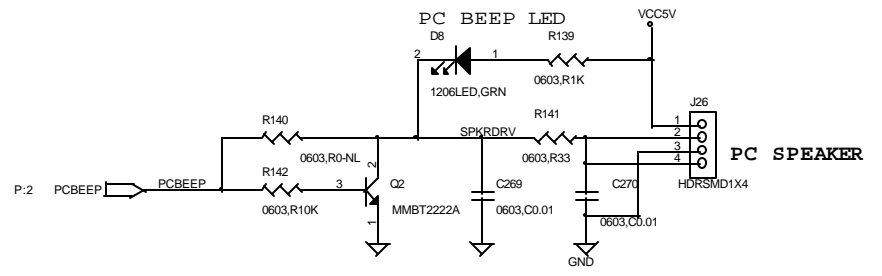 PC BEEP LED
VCC5V
D8
R139
2
1
1206LED,GRN
0603,R1K
J26
R140
R141
1
SPKRDRV
2
0603,R0-NL
0603,R33
3
PC SPEAKER
4
R142
2
Q2
P:2
PCBEEP
PCBEEP
3
C269
C270
HDRSMD1X4
0603,R10K
MMBT2222A
1
0603,C0.01
0603,C0.01
GND